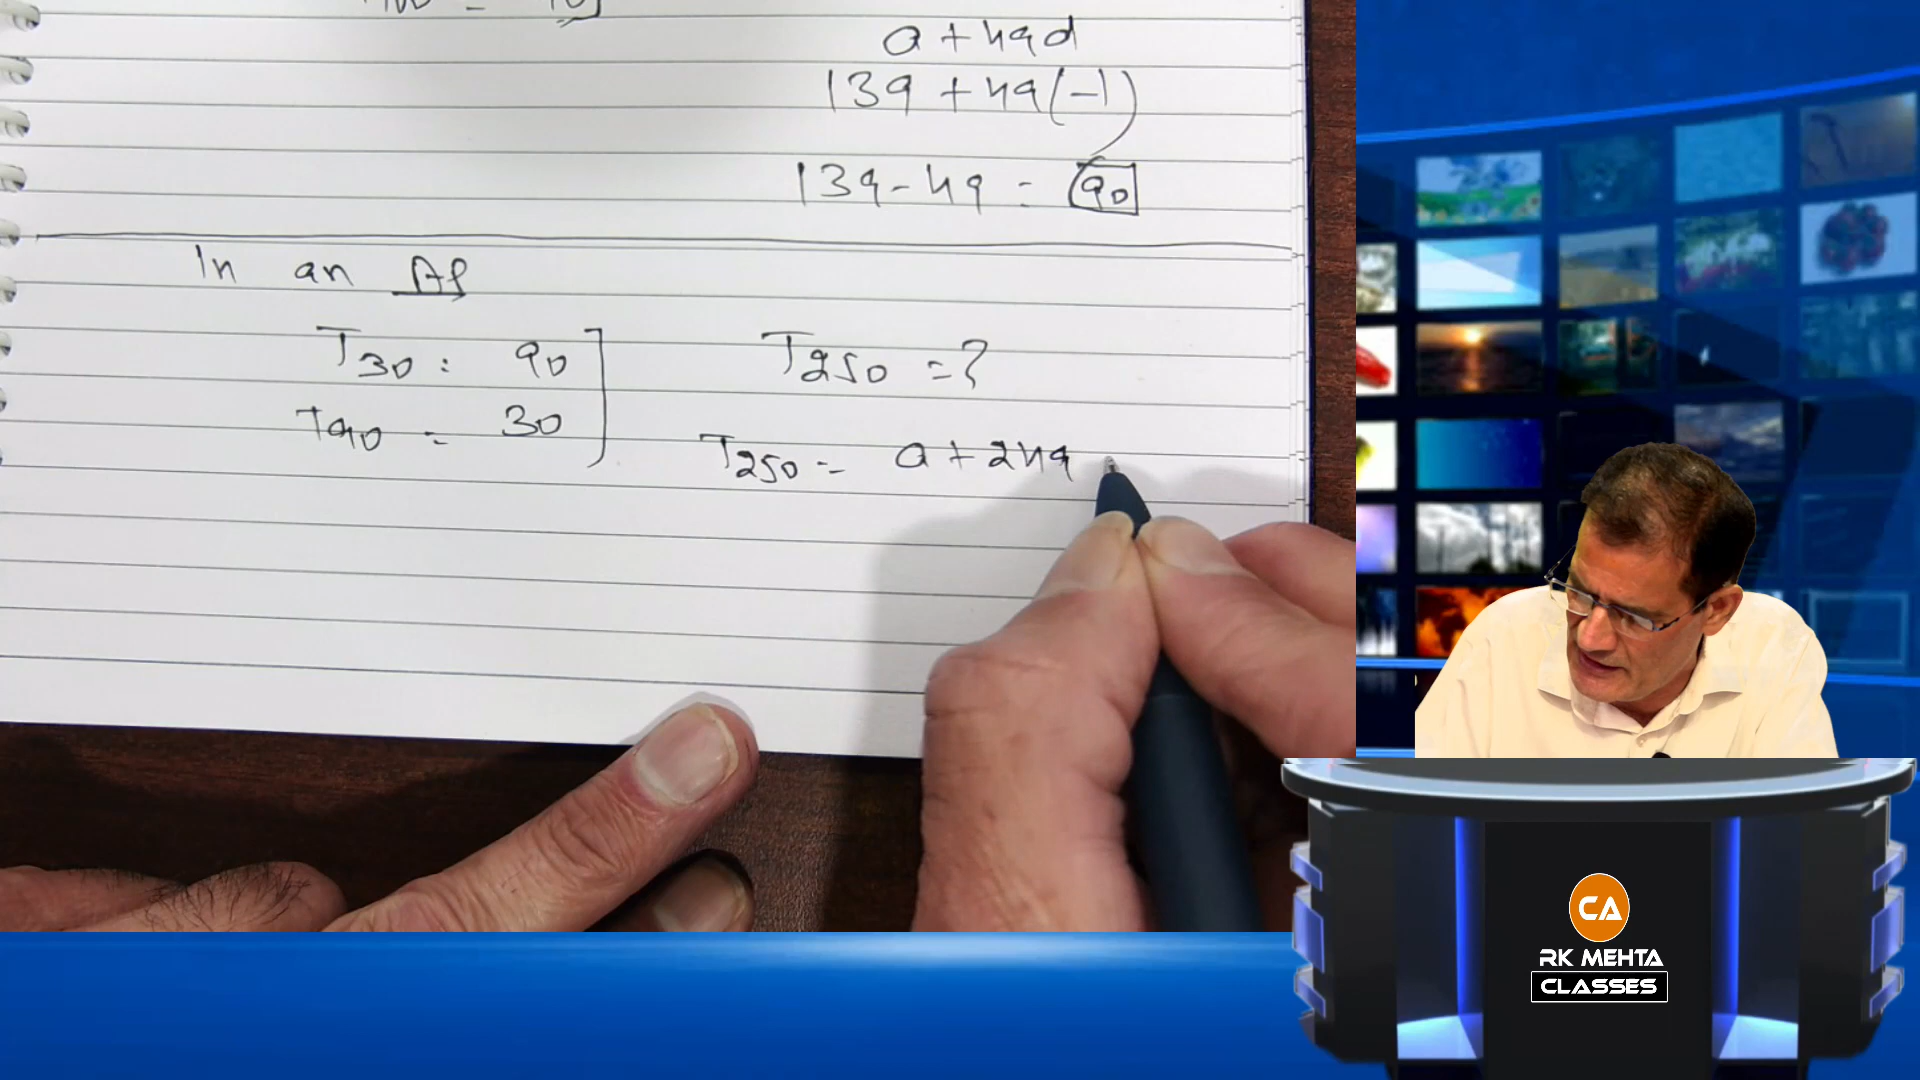 a + 49d
139 + 49(-1)
139 - 49 = 90
In an AP
T30 = 90
T90 = 30
T250 = ?
T250 = a + 249
CA
RK MEHTA
CLASSES